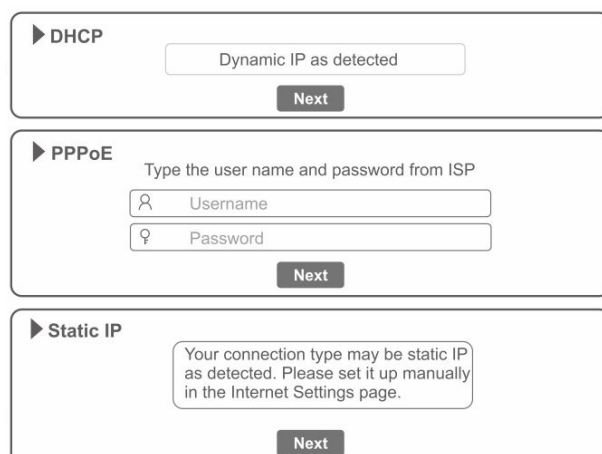 DHCP
Dynamic IP as detected
Next
PPPoE
Type the user name and password from ISP
Username
Password
Next
Static IP
Your connection type may be static IP
as detected. Please set it up manually
in the Internet Settings page.
Next